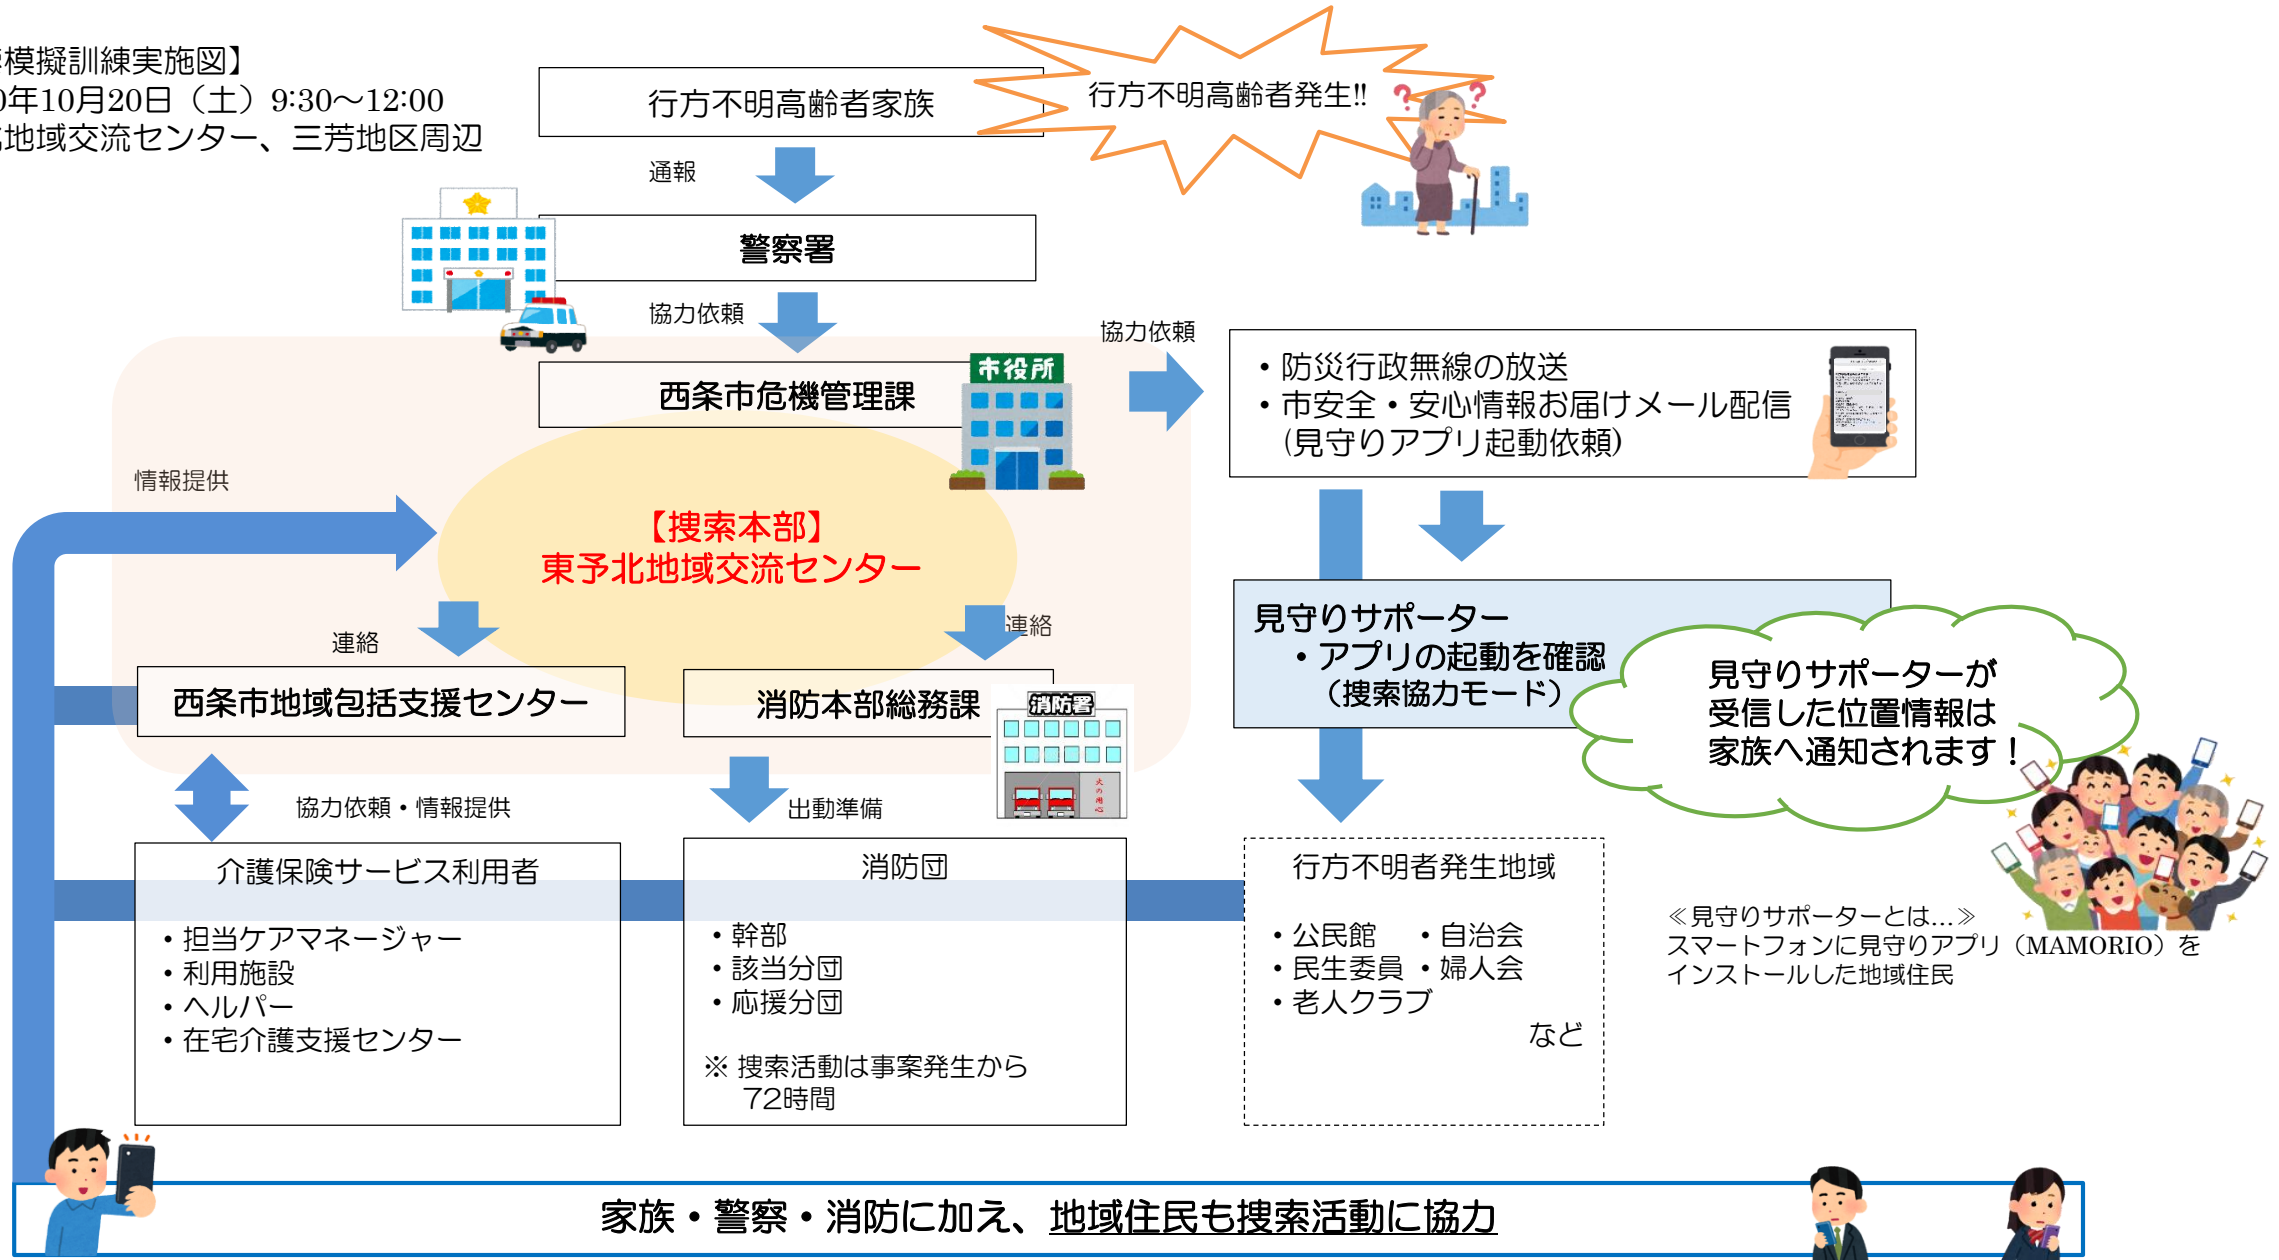 模擬訓練実施図】
0年10月20日（土）9:30～12:00
地域交流センター、三芳地区周辺
行方不明高齢者家族
行方不明高齢者発生!!
通報
警察署
協力依頼
協力依頼
西条市危機管理課
市役所
・防災行政無線の放送
・市安全・安心情報お届けメール配信
(見守りアプリ起動依頼)
情報提供
【捜索本部】
東予北地域交流センター
連絡
連絡
西条市地域包括支援センター
消防本部総務課
消防署
火の用心
見守りサポーター
・アプリの起動を確認
（捜索協力モード）
見守りサポーターが
受信した位置情報は
家族へ通知されます！
協力依頼・情報提供
出動準備
介護保険サービス利用者
・担当ケアマネージャー
・利用施設
・ヘルパー
・在宅介護支援センター
消防団
・幹部
・該当分団
・応援分団
※ 捜索活動は事案発生から
72時間
行方不明者発生地域
・公民館　・自治会
・民生委員・婦人会
・老人クラブ
など
≪見守りサポーターとは…≫
スマートフォンに見守りアプリ（MAMORIO）を
インストールした地域住民
家族・警察・消防に加え、地域住民も捜索活動に協力